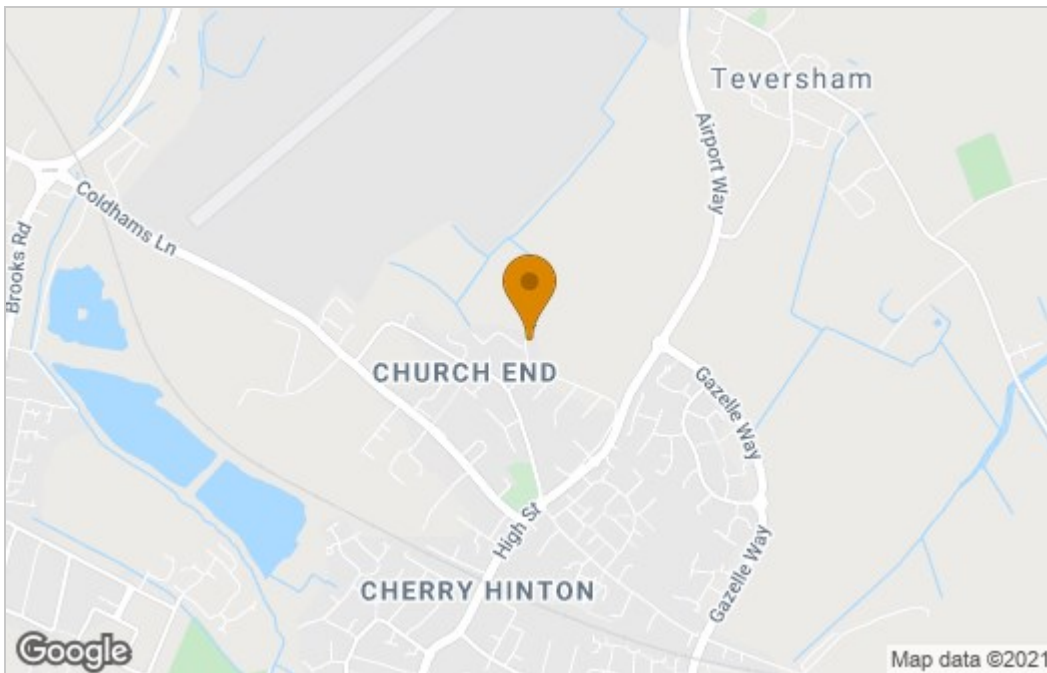 Teversham
Airport Way
Coldhams Ln
Brooks Rd
CHURCH END
Gazelle Way
High St
Gazelle Way
CHERRY HINTON
Google
Map data ©2021